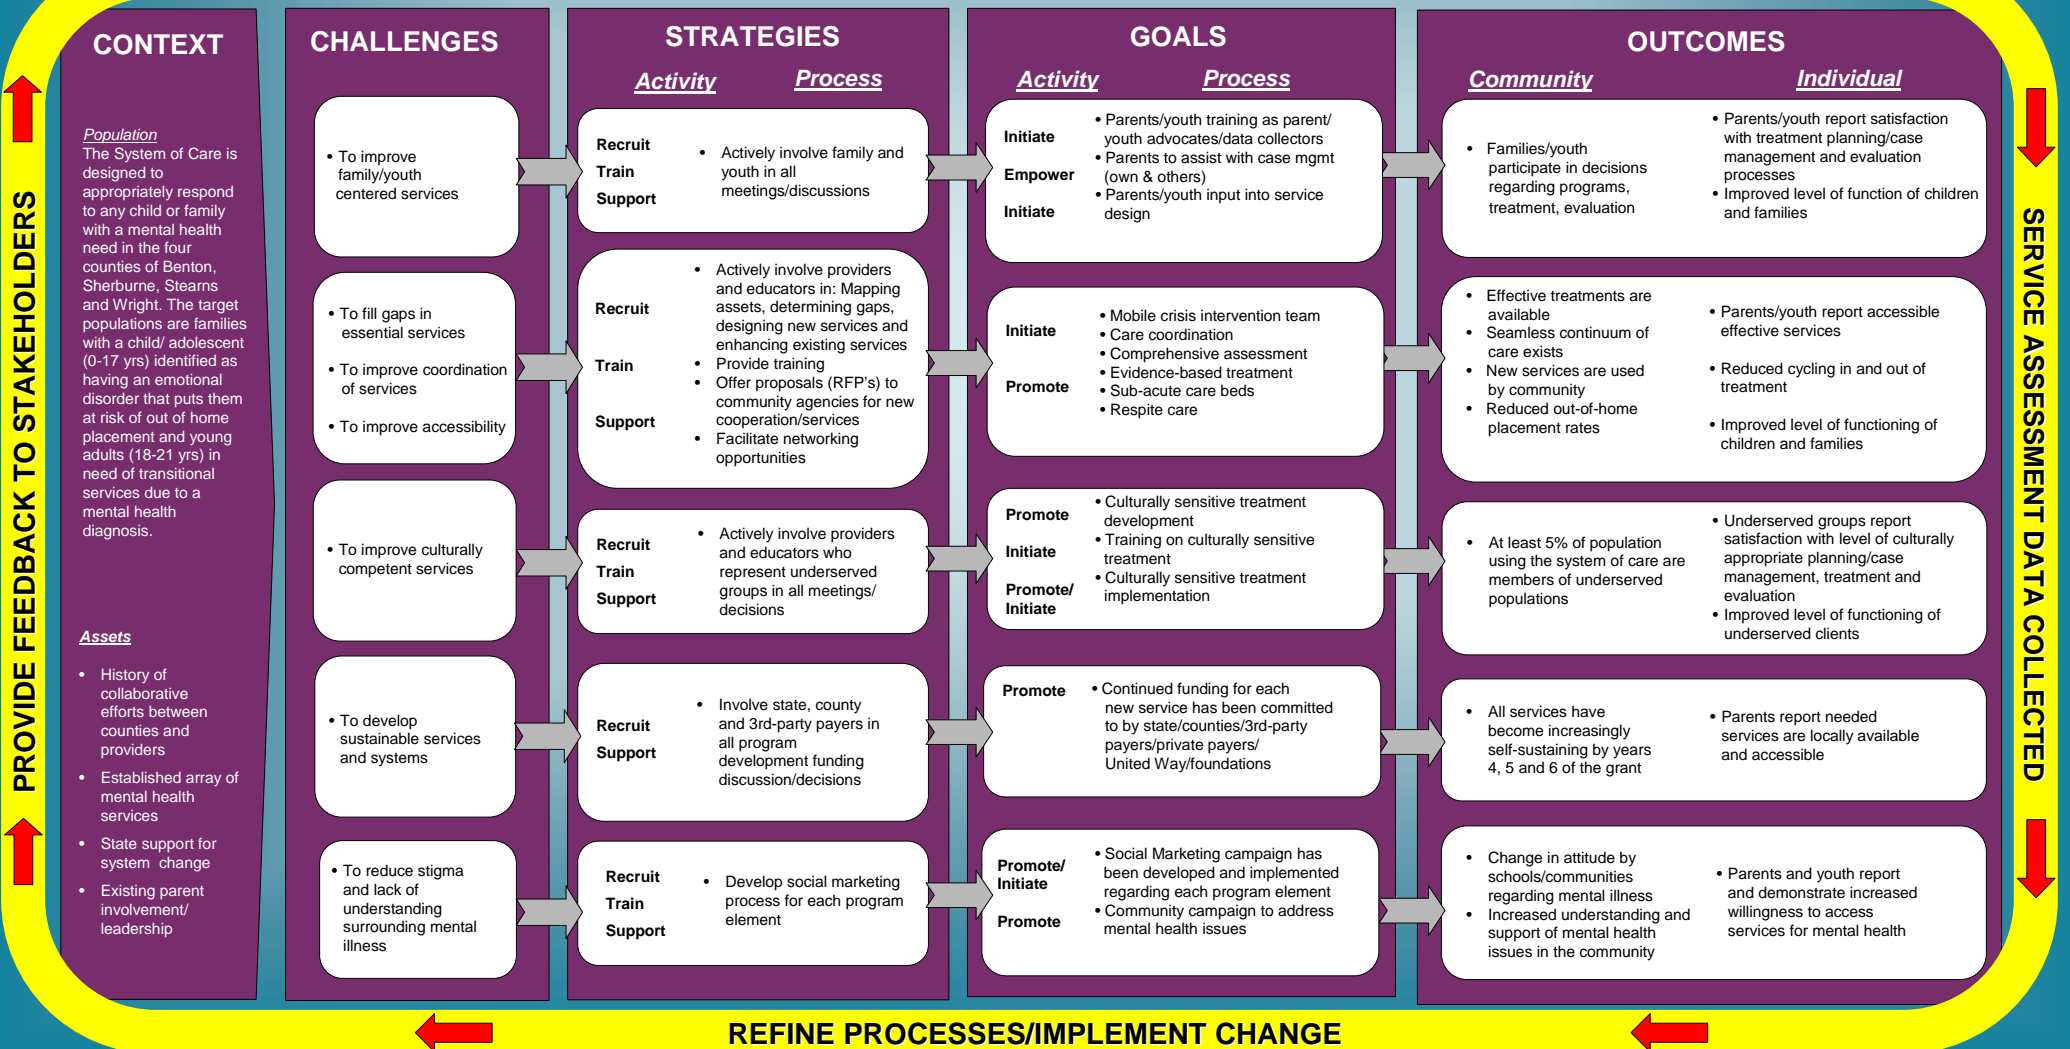 CONTEXT
Population
The System of Care is
designed to
appropriately respond
to any child or family
with a mental health
need in the four
counties of Benton,
Sherburne, Stearns
and Wright. The target
populations are families
with a child/ adolescent
(0-17 yrs) identified as
having an emotional
disorder that puts them
at risk of out of home
placement and young
adults (18-21 yrs) in
need of transitional
services due to a
mental health
diagnosis.
Assets
• History of
collaborative
efforts between
counties and
providers
• Established array of
mental health
services
• State support for
system change
• Existing parent
involvement/
leadership
CHALLENGES
• To improve
family/youth
centered services
• To fill gaps in
essential services
• To improve coordination
of services
• To improve accessibility
• To improve culturally
competent services
• To develop
sustainable services
and systems
• To reduce stigma
and lack of
understanding
surrounding mental
illness
STRATEGIES
Activity
Process
Recruit
Train
Support
• Actively involve family and
youth in all
meetings/discussions
Recruit
Train
Support
• Actively involve providers
and educators in: Mapping
assets, determining gaps,
designing new services and
enhancing existing services
• Provide training
• Offer proposals (RFP's) to
community agencies for new
cooperation/services
• Facilitate networking
opportunities
Recruit
Train
Support
• Actively involve providers
and educators who
represent underserved
groups in all meetings/
decisions
Recruit
Support
• Involve state, county
and 3rd-party payers in
all program
development funding
discussion/decisions
Recruit
Train
Support
• Develop social marketing
process for each program
element
GOALS
Activity
Process
Initiate
Empower
Initiate
• Parents/youth training as parent/
youth advocates/data collectors
• Parents to assist with case mgmt
(own & others)
• Parents/youth input into service
design
Initiate
Promote
• Mobile crisis intervention team
• Care coordination
• Comprehensive assessment
• Evidence-based treatment
• Sub-acute care beds
• Respite care
Promote
Initiate
Promote/
Initiate
• Culturally sensitive treatment
development
• Training on culturally sensitive
treatment
• Culturally sensitive treatment
implementation
Promote
• Continued funding for each
new service has been committed
to by state/counties/3rd-party
payers/private payers/
United Way/foundations
Promote/
Initiate
Promote
• Social Marketing campaign has
been developed and implemented
regarding each program element
• Community campaign to address
mental health issues
OUTCOMES
Community
Individual
• Families/youth
participate in decisions
regarding programs,
treatment, evaluation
• Parents/youth report satisfaction
with treatment planning/case
management and evaluation
processes
• Improved level of function of children
and families
• Effective treatments are
available
• Seamless continuum of
care exists
• New services are used
by community
• Reduced out-of-home
placement rates
• Parents/youth report accessible
effective services
• Reduced cycling in and out of
treatment
• Improved level of functioning of
children and families
• At least 5% of population
using the system of care are
members of underserved
populations
• Underserved groups report
satisfaction with level of culturally
appropriate planning/case
management, treatment and
evaluation
• Improved level of functioning of
underserved clients
• All services have
become increasingly
self-sustaining by years
4, 5 and 6 of the grant
• Parents report needed
services are locally available
and accessible
• Change in attitude by
schools/communities
regarding mental illness
• Increased understanding and
support of mental health
issues in the community
• Parents and youth report
and demonstrate increased
willingness to access
services for mental health
SERVICE ASSESSMENT DATA COLLECTED
REFINE PROCESSES/IMPLEMENT CHANGE
PROVIDE FEEDBACK TO STAKEHOLDERS